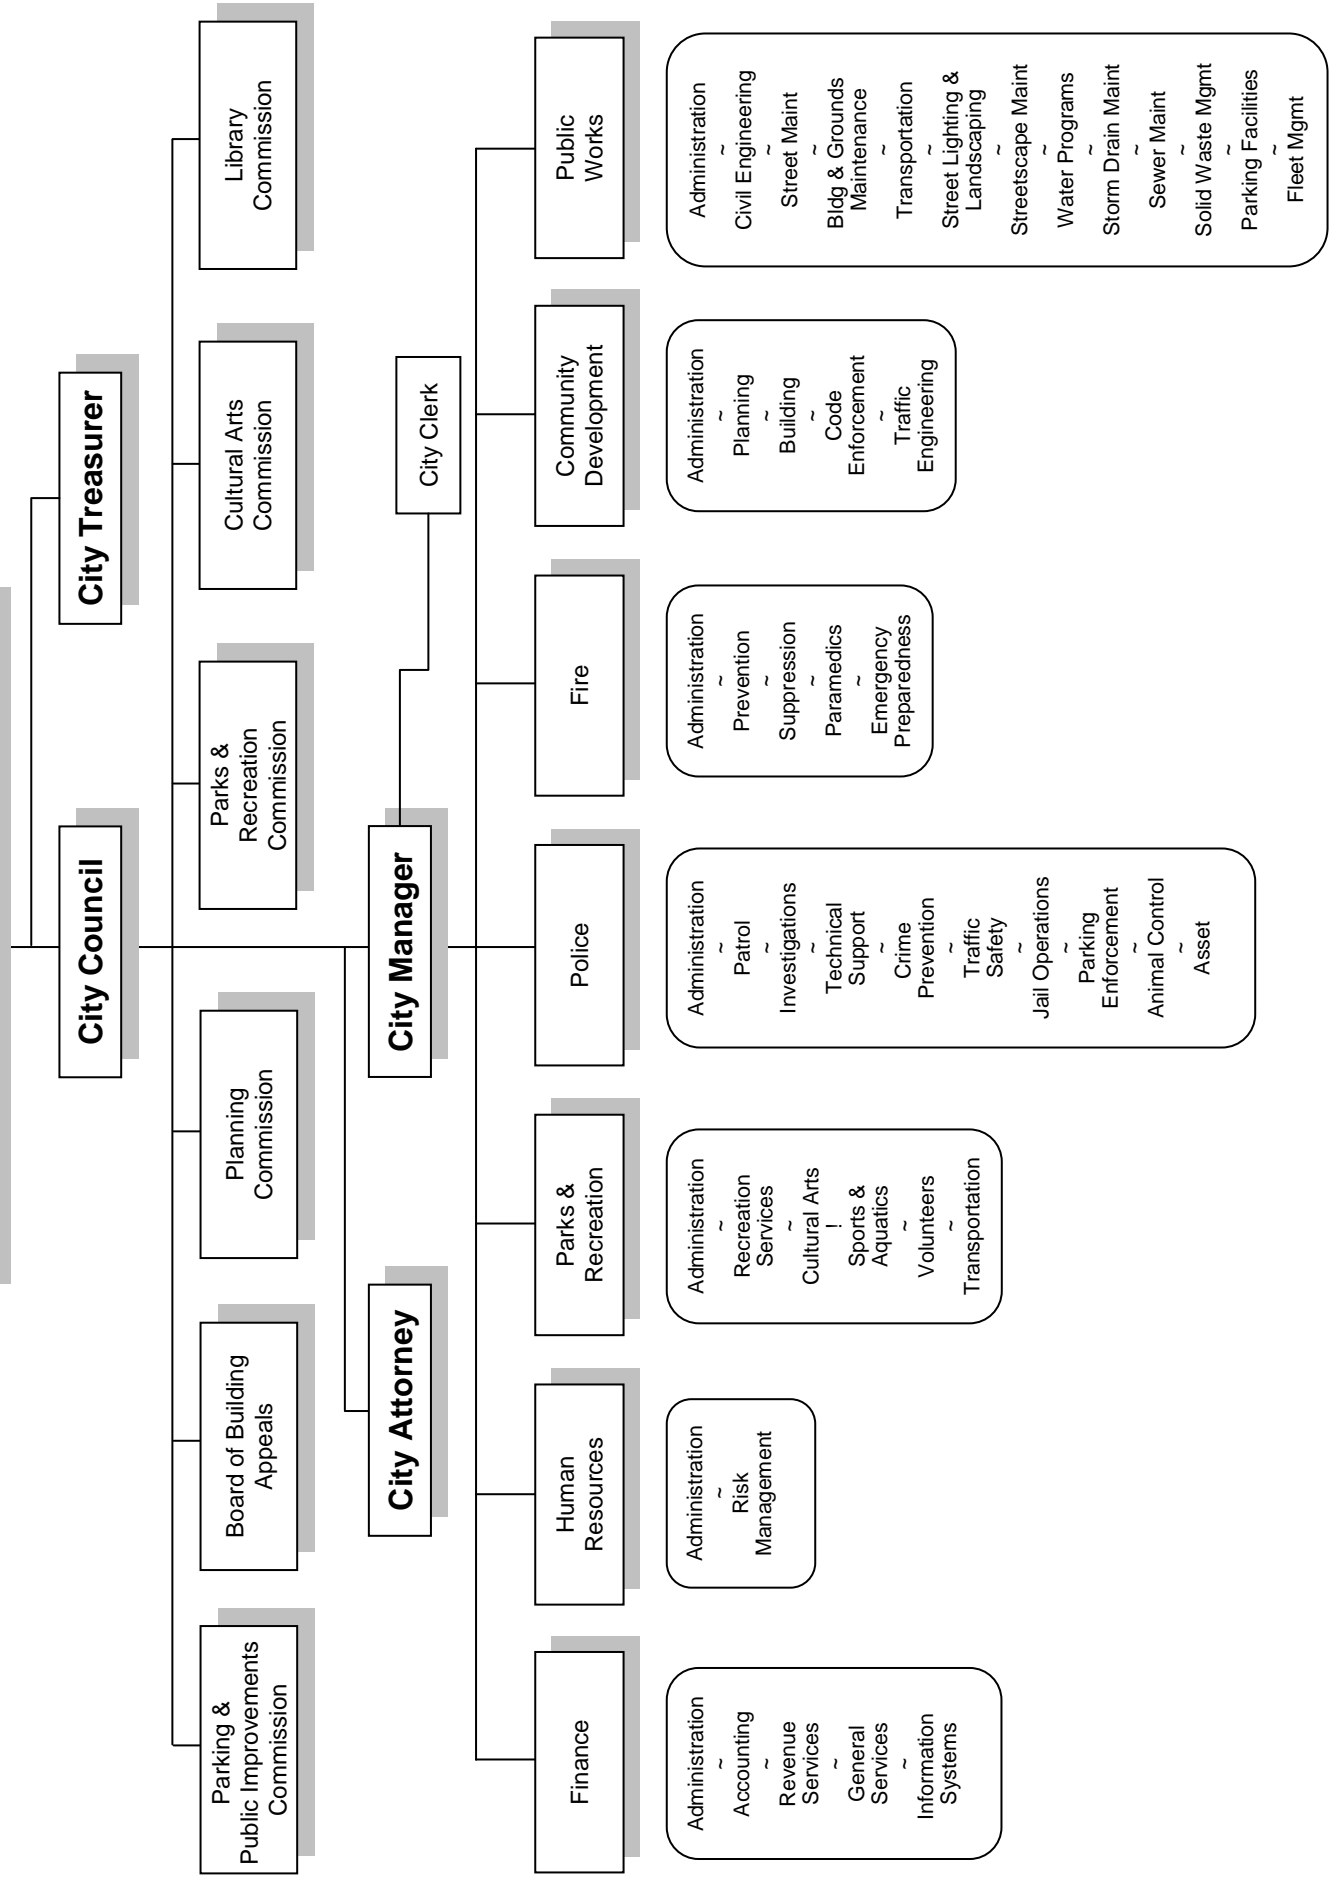 City Council
City Treasurer
Parking &
Public Improvements
Commission
Board of Building
Appeals
Planning
Commission
Parks &
Recreation
Commission
Cultural Arts
Commission
Library
Commission
City Attorney
City Manager
City Clerk
Finance
Human
Resources
Parks &
Recreation
Police
Fire
Community
Development
Public
Works
Administration
~
Accounting
~
Revenue
Services
~
General
Services
~
Information
Systems
Administration
~
Risk
Management
Administration
~
Recreation
Services
~
Cultural Arts
!
Sports &
Aquatics
~
Volunteers
~
Transportation
Administration
~
Patrol
~
Investigations
~
Technical
Support
~
Crime
Prevention
~
Traffic
Safety
~
Jail Operations
~
Parking
Enforcement
~
Animal Control
~
Asset
Administration
~
Prevention
~
Suppression
~
Paramedics
~
Emergency
Preparedness
Administration
~
Planning
~
Building
~
Code
Enforcement
~
Traffic
Engineering
Administration
~
Civil Engineering
~
Street Maint
~
Bldg & Grounds
Maintenance
~
Transportation
~
Street Lighting &
Landscaping
~
Streetscape Maint
~
Water Programs
~
Storm Drain Maint
~
Sewer Maint
~
Solid Waste Mgmt
~
Parking Facilities
~
Fleet Mgmt